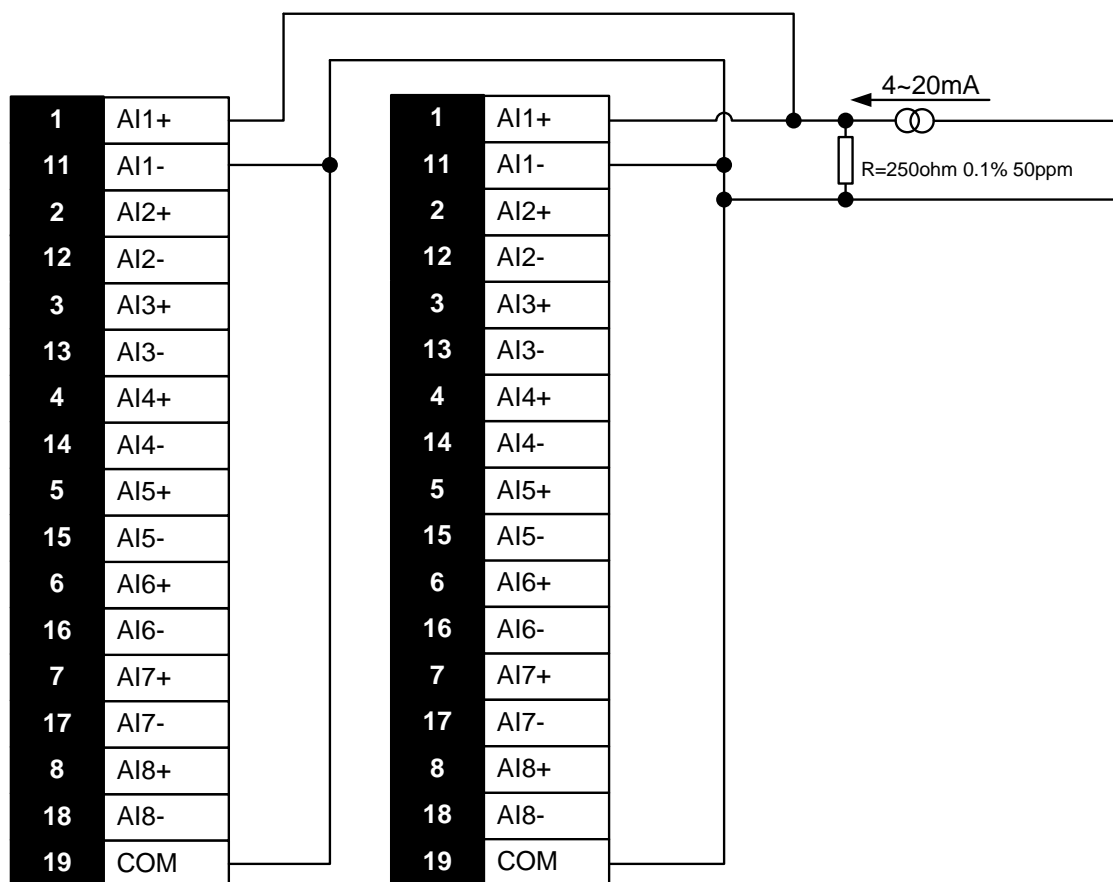 4~20mA
R=250ohm 0.1% 50ppm
1 AI1+
11 AI1-
2 AI2+
12 AI2-
3 AI3+
13 AI3-
4 AI4+
14 AI4-
5 AI5+
15 AI5-
6 AI6+
16 AI6-
7 AI7+
17 AI7-
8 AI8+
18 AI8-
19 COM
1 AI1+
11 AI1-
2 AI2+
12 AI2-
3 AI3+
13 AI3-
4 AI4+
14 AI4-
5 AI5+
15 AI5-
6 AI6+
16 AI6-
7 AI7+
17 AI7-
8 AI8+
18 AI8-
19 COM